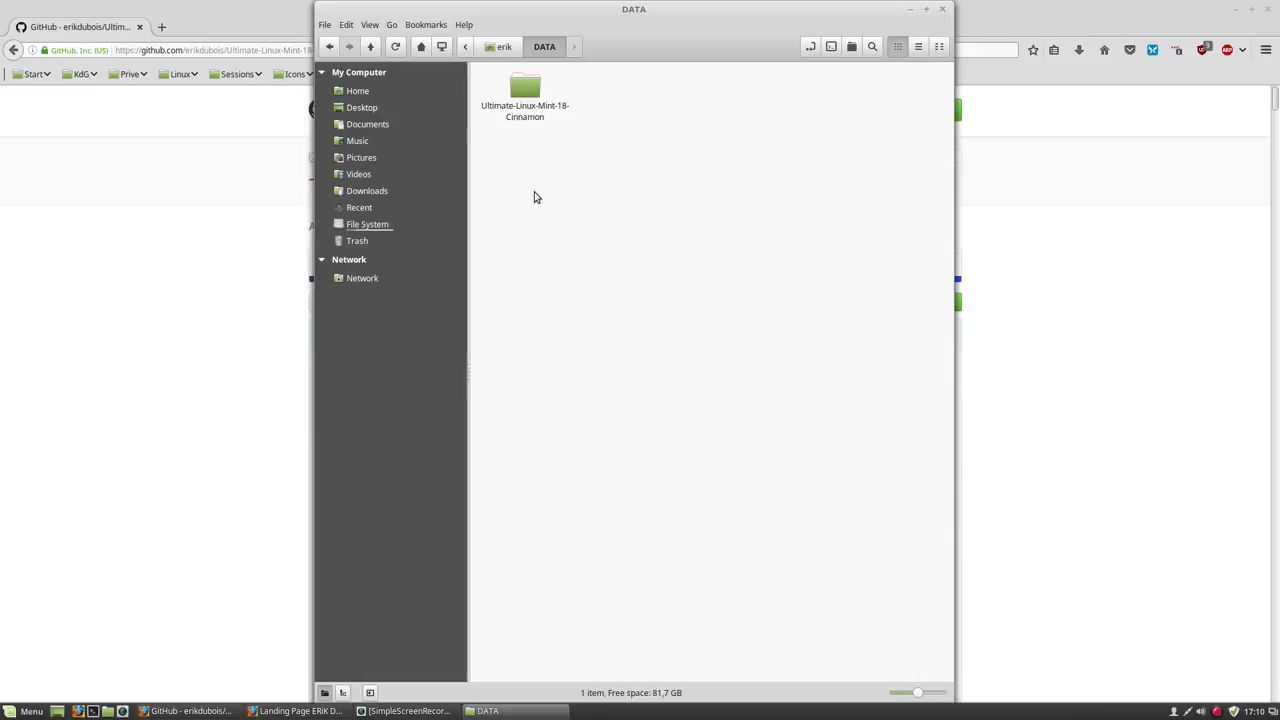 DATA
GitHub - erikdubois/Ultim...
File Edit View Go Bookmarks Help
GitHub, Inc. (US) https://github.com/erikdubois/Ultimate-Linux-Mint-18-
erik DATA
Start KdG Prive Linux Sessions Icons
My Computer
Home
Desktop
Documents
Music
Pictures
Videos
Downloads
Recent
File System
Trash
Network
Network
Ultimate-Linux-Mint-18-
Cinnamon
9
ABP
1 item, Free space: 81,7 GB
Menu GitHub - erikdubois/... Landing Page ERiK D... [SimpleScreenRecor... DATA 17:10